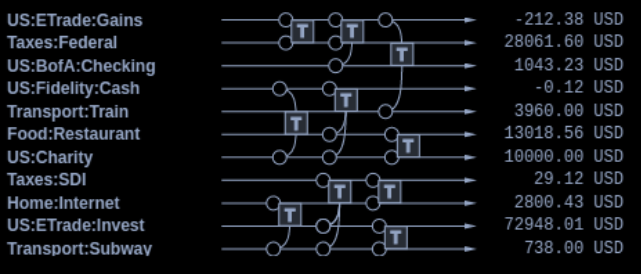 US:ETrade:Gains T T -212.38 USD
Taxes:Federal 28061.60 USD
US:BofA:Checking T 1043.23 USD
US:Fidelity:Cash T -0.12 USD
Transport:Train T 3960.00 USD
Food:Restaurant T 13018.56 USD
US:Charity 10000.00 USD
Taxes:SDI T T 29.12 USD
Home:Internet T 2800.43 USD
US:ETrade:Invest T 72948.01 USD
Transport:Subway 738.00 USD